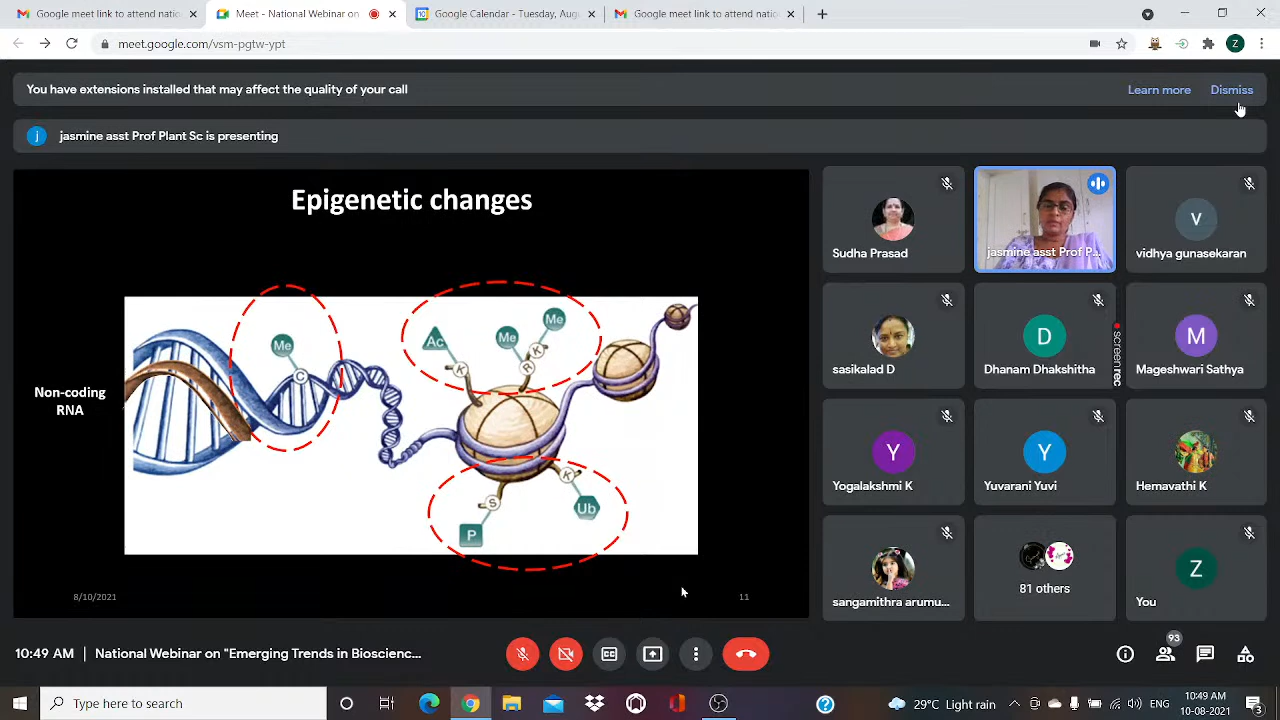 Google meet link to attend natio
Meet - National Webinar on
Google Calendar - Tuesday, Aug
Google meet link to attend natio
meet.google.com/vsm-pgtw-ypt
Z
You have extensions installed that may affect the quality of your call
Learn more
Dismiss
j
jasmine asst Prof Plant Sc is presenting
Epigenetic changes
Non-coding
RNA
Me
C
Ac
K
Me
R
Me
K
S
P
K
Ub
8/10/2021
11
Sudha Prasad
jasmine asst Prof P...
V
vidhya gunasekaran
sasikalad D
D
Dhanam Dhakshitha
M
Mageshwari Sathya
screenrec
Y
Yogalakshmi K
Y
Yuvarani Yuvi
Hemavathi K
sangamithra arumu...
81 others
Z
You
10:49 AM | National Webinar on "Emerging Trends in Bioscienc...
93
Type here to search
29°C Light rain
10:49 AM
10-08-2021
3